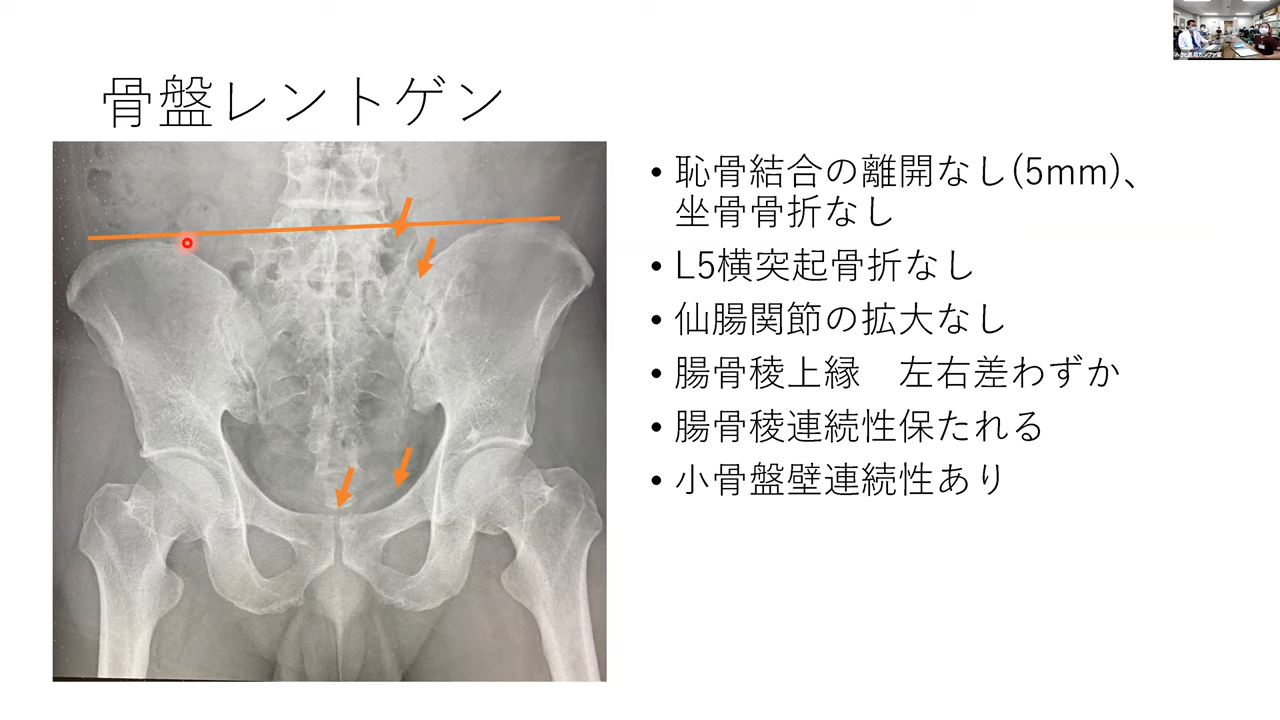 骨盤レントゲン
• 恥骨結合の離開なし(5mm)、
坐骨骨折なし
• L5横突起骨折なし
• 仙腸関節の拡大なし
• 腸骨稜上縁　左右差わずか
• 腸骨稜連続性保たれる
• 小骨盤壁連続性あり